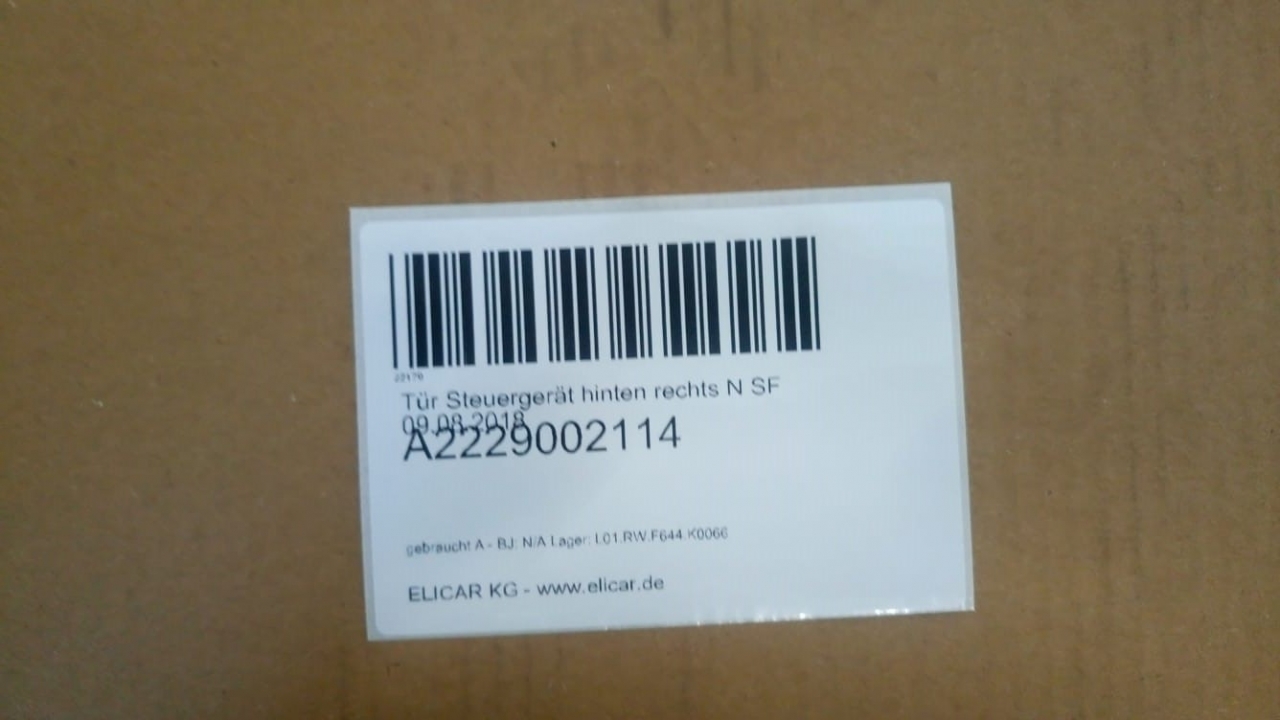 22176
Tür Steuergerät hinten rechts N SF
09.08.2018
A2229002114
gebraucht A - BJ: N/A Lager: L01.RW.F644.K0066
ELICAR KG - www.elicar.de